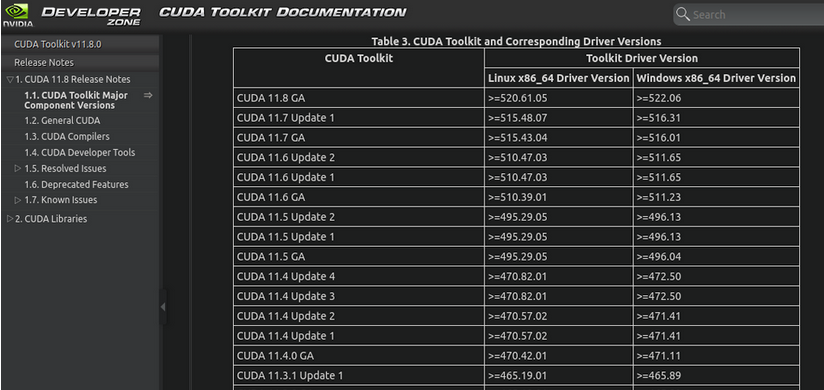 NVIDIA
DEVELOPER
ZONE
CUDA TOOLKIT DOCUMENTATION
Search
CUDA Toolkit v11.8.0
Release Notes
1. CUDA 11.8 Release Notes
1.1. CUDA Toolkit Major
Component Versions
1.2. General CUDA
1.3. CUDA Compilers
1.4. CUDA Developer Tools
1.5. Resolved Issues
1.6. Deprecated Features
1.7. Known Issues
2. CUDA Libraries
Table 3. CUDA Toolkit and Corresponding Driver Versions
CUDA Toolkit Toolkit Driver Version
Linux x86_64 Driver Version Windows x86_64 Driver Version
CUDA 11.8 GA >=520.61.05 >=522.06
CUDA 11.7 Update 1 >=515.48.07 >=516.31
CUDA 11.7 GA >=515.43.04 >=516.01
CUDA 11.6 Update 2 >=510.47.03 >=511.65
CUDA 11.6 Update 1 >=510.47.03 >=511.65
CUDA 11.6 GA >=510.39.01 >=511.23
CUDA 11.5 Update 2 >=495.29.05 >=496.13
CUDA 11.5 Update 1 >=495.29.05 >=496.13
CUDA 11.5 GA >=495.29.05 >=496.04
CUDA 11.4 Update 4 >=470.82.01 >=472.50
CUDA 11.4 Update 3 >=470.82.01 >=472.50
CUDA 11.4 Update 2 >=470.57.02 >=471.41
CUDA 11.4 Update 1 >=470.57.02 >=471.41
CUDA 11.4.0 GA >=470.42.01 >=471.11
CUDA 11.3.1 Update 1 >=465.19.01 >=465.89